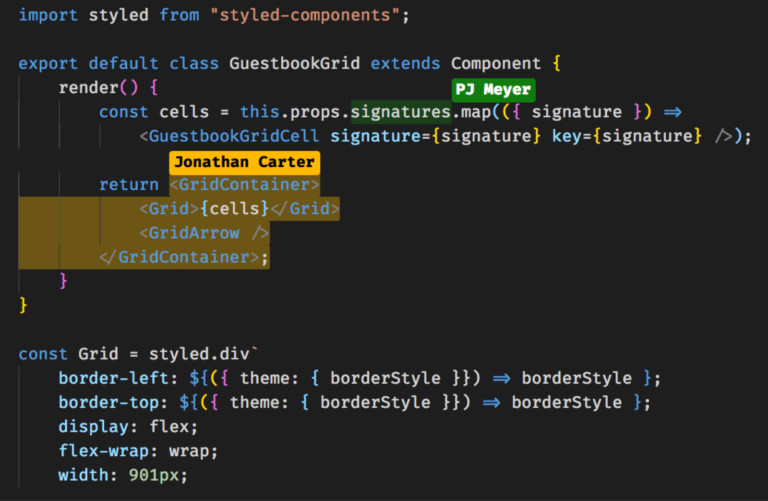 import styled from "styled-components";
export default class GuestbookGrid extends Component {
render() {
PJ Meyer
const cells = this.props.signatures.map(({ signature }) =>
<GuestbookGridCell signature={signature} key={signature} />);
Jonathan Carter
return <GridContainer>
<Grid>{cells}</Grid>
<GridArrow />
</GridContainer>;
}
}
const Grid = styled.div`
border-left: ${({ theme: { borderStyle }}) => borderStyle };
border-top: ${({ theme: { borderStyle }}) => borderStyle };
display: flex;
flex-wrap: wrap;
width: 901px;